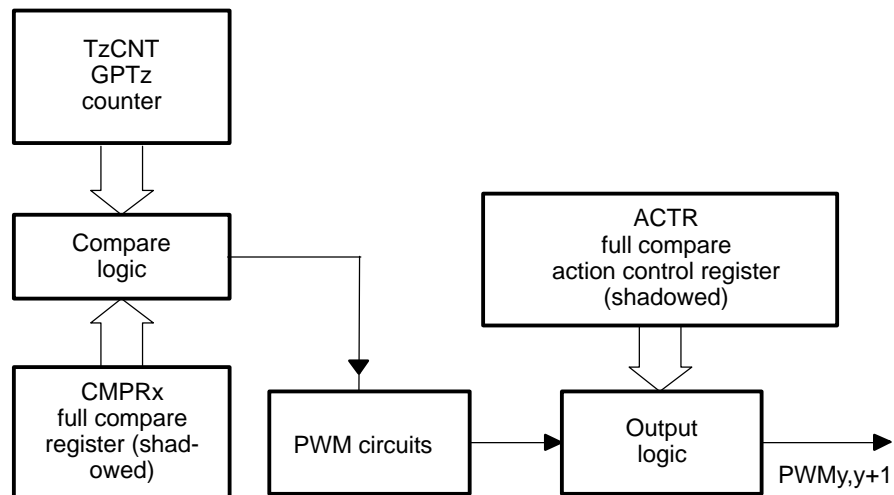 TzCNT
GPTz
counter
Compare
logic
CMPRx
full compare
register (shad-
owed)
PWM circuits
ACTR
full compare
action control register
(shadowed)
Output
logic
PWMy,y+1